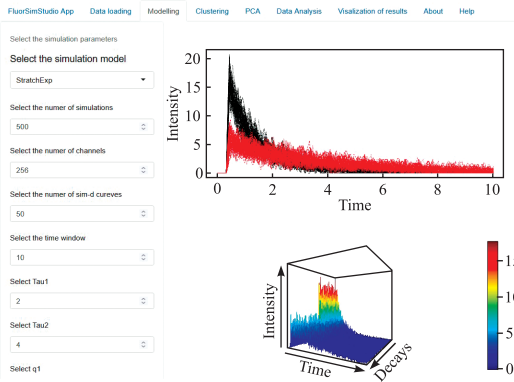 FluorSimStudio App Data loading Modelling Clustering PCA Data Analysis Visalization of results About Help
Select the simulation parameters
Select the simulation model
StratchExp
Select the numer of simulations
500
Select the numer of channels
256
Select the numer of sim-d cureves
50
Select the time window
10
Select Tau1
2
Select Tau2
4
Select q1
Intensity
20
15
10
5
0
0 2 4 6 8 10
Time
Intensity
Time
Decays
10
5
0